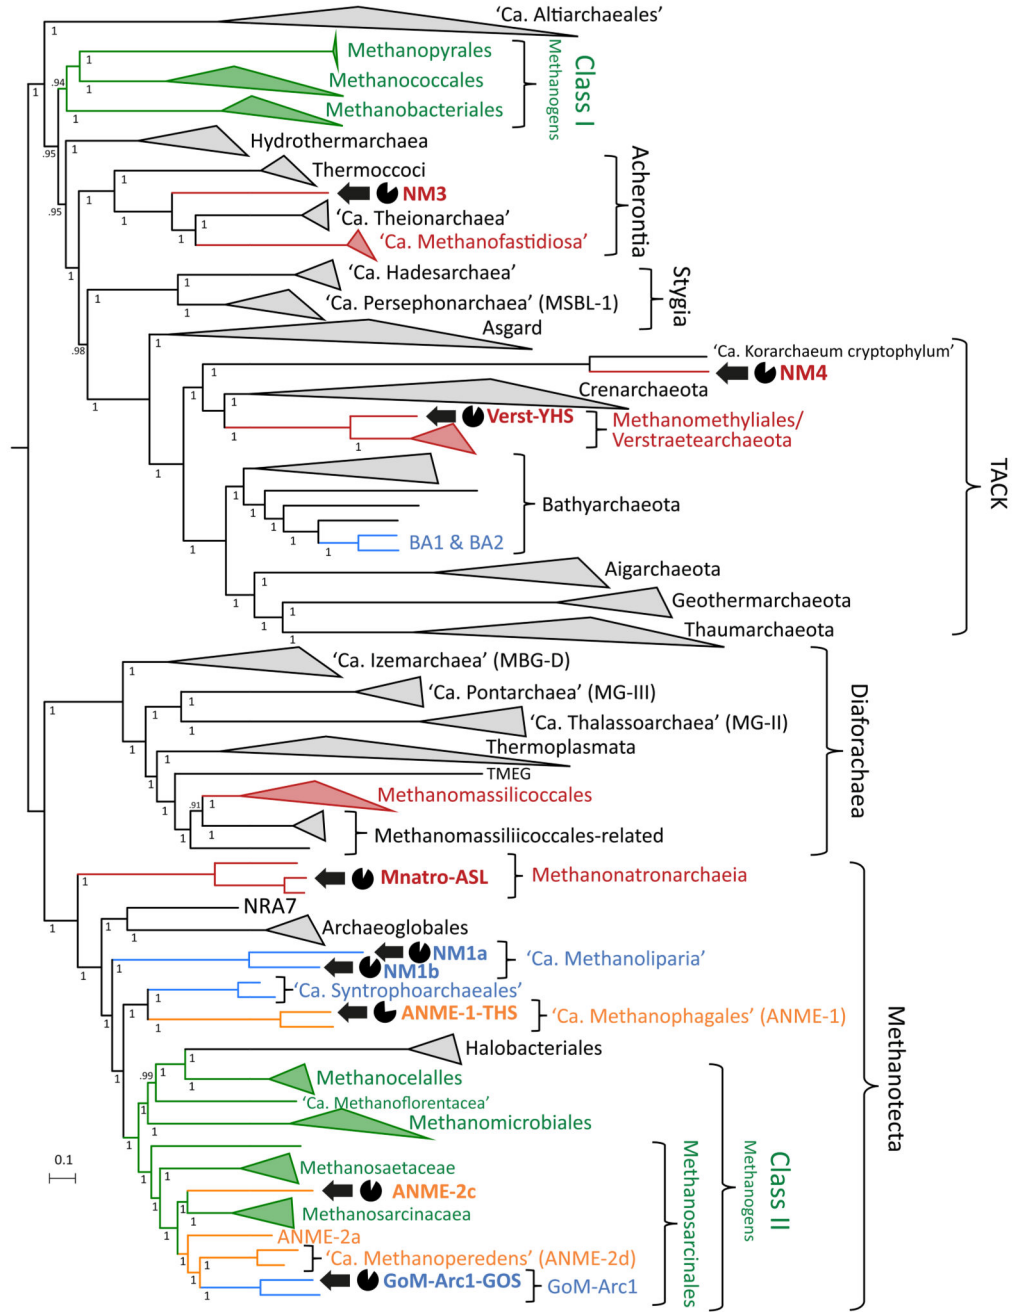 'Ca. Altiarchaeales'
1
Methanopyrales
1
.94
Methanococcales
1
1
Methanobacteriales
1
Class I
Methanogens
.95
1
Hydrothermarchaea
Thermoccoci
1
1
NM3
.95
1
'Ca. Theionarchaea'
1
1
'Ca. Methanofastidiosa'
Acherontia
1
'Ca. Hadesarchaea'
1
1
'Ca. Persephonarchaea' (MSBL-1)
1
Stygia
Asgard
1
.98
'Ca. Korarchaeum cryptophylum'
1
NM4
1
Crenarchaeota
1
1
Verst-YHS
Methanomethyliales/
Verstraetearchaeota
1
1
1
TACK
1
1
1
1
Bathyarchaeota
BA1 & BA2
1
1
Aigarchaeota
1
1
Geothermarchaeota
1
1
Thaumarchaeota
1
'Ca. Izemarchaea' (MBG-D)
1
'Ca. Pontarchaea' (MG-III)
1
1
1
'Ca. Thalassoarchaea' (MG-II)
1
Thermoplasmata
1
TMEG
1
Methanomassilicoccales
.91
1
1
1
Methanomassiliicoccales-related
Diaforachaea
Mnatro-ASL
Methanonatronarchaeia
1
NRA7
1
1
Archaeoglobales
1
1
NM1a
NM1b
'Ca. Methanoliparia'
1
'Ca. Syntrophoarchaeales'
1
ANME-1-THS
'Ca. Methanophagales' (ANME-1)
1
1
Halobacteriales
1
Methanocelalles
.99
1
1
'Ca. Methanoflorentacea'
1
Methanomicrobiales
1
1
1
Methanosaetaceae
1
0.1
ANME-2c
1
1
Methanosarcinacaea
1
ANME-2a
1
'Ca. Methanoperedens' (ANME-2d)
1
1
GoM-Arc1-GOS
GoM-Arc1
1
Methanosarcinales
Class II
Methanogens
Methanotecta